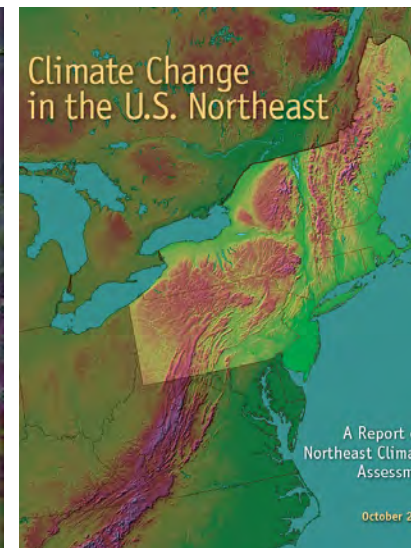 Climate Change
in the U.S. Northeast
A Report
Northeast
October